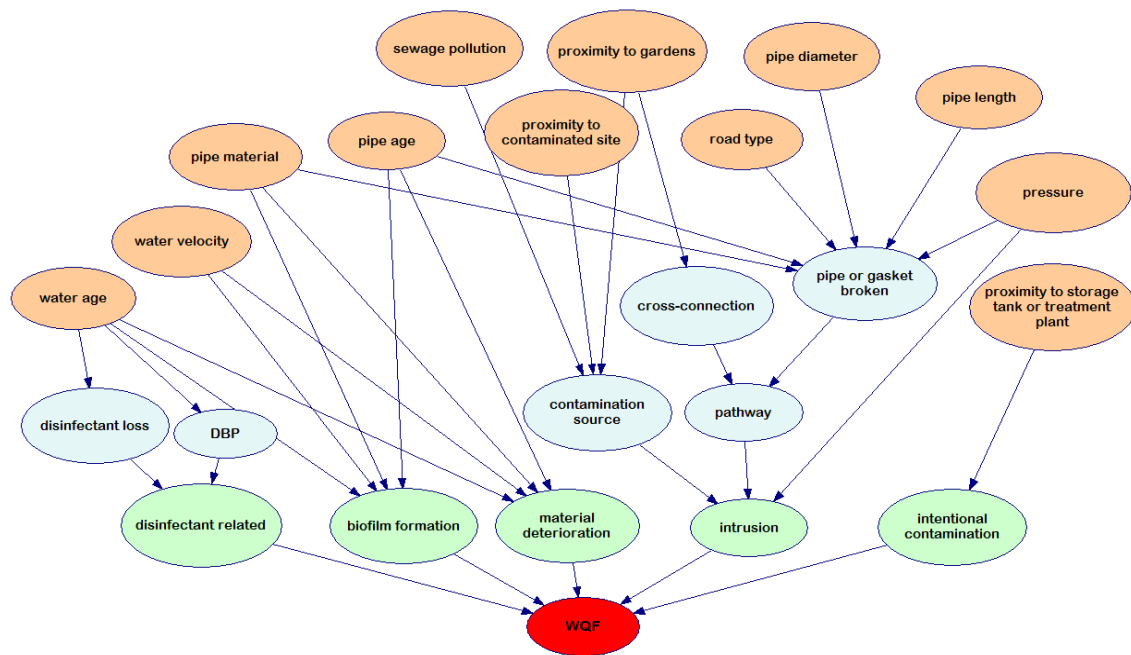 sewage pollution
proximity to gardens
pipe diameter
pipe length
proximity to
contaminated site
pipe age
road type
pipe material
pressure
water velocity
pipe or gasket
broken
water age
cross-connection
proximity to storage
tank or treatment
plant
contamination
source
pathway
disinfectant loss
DBP
disinfectant related
biofilm formation
material
deterioration
intrusion
intentional
contamination
WQF